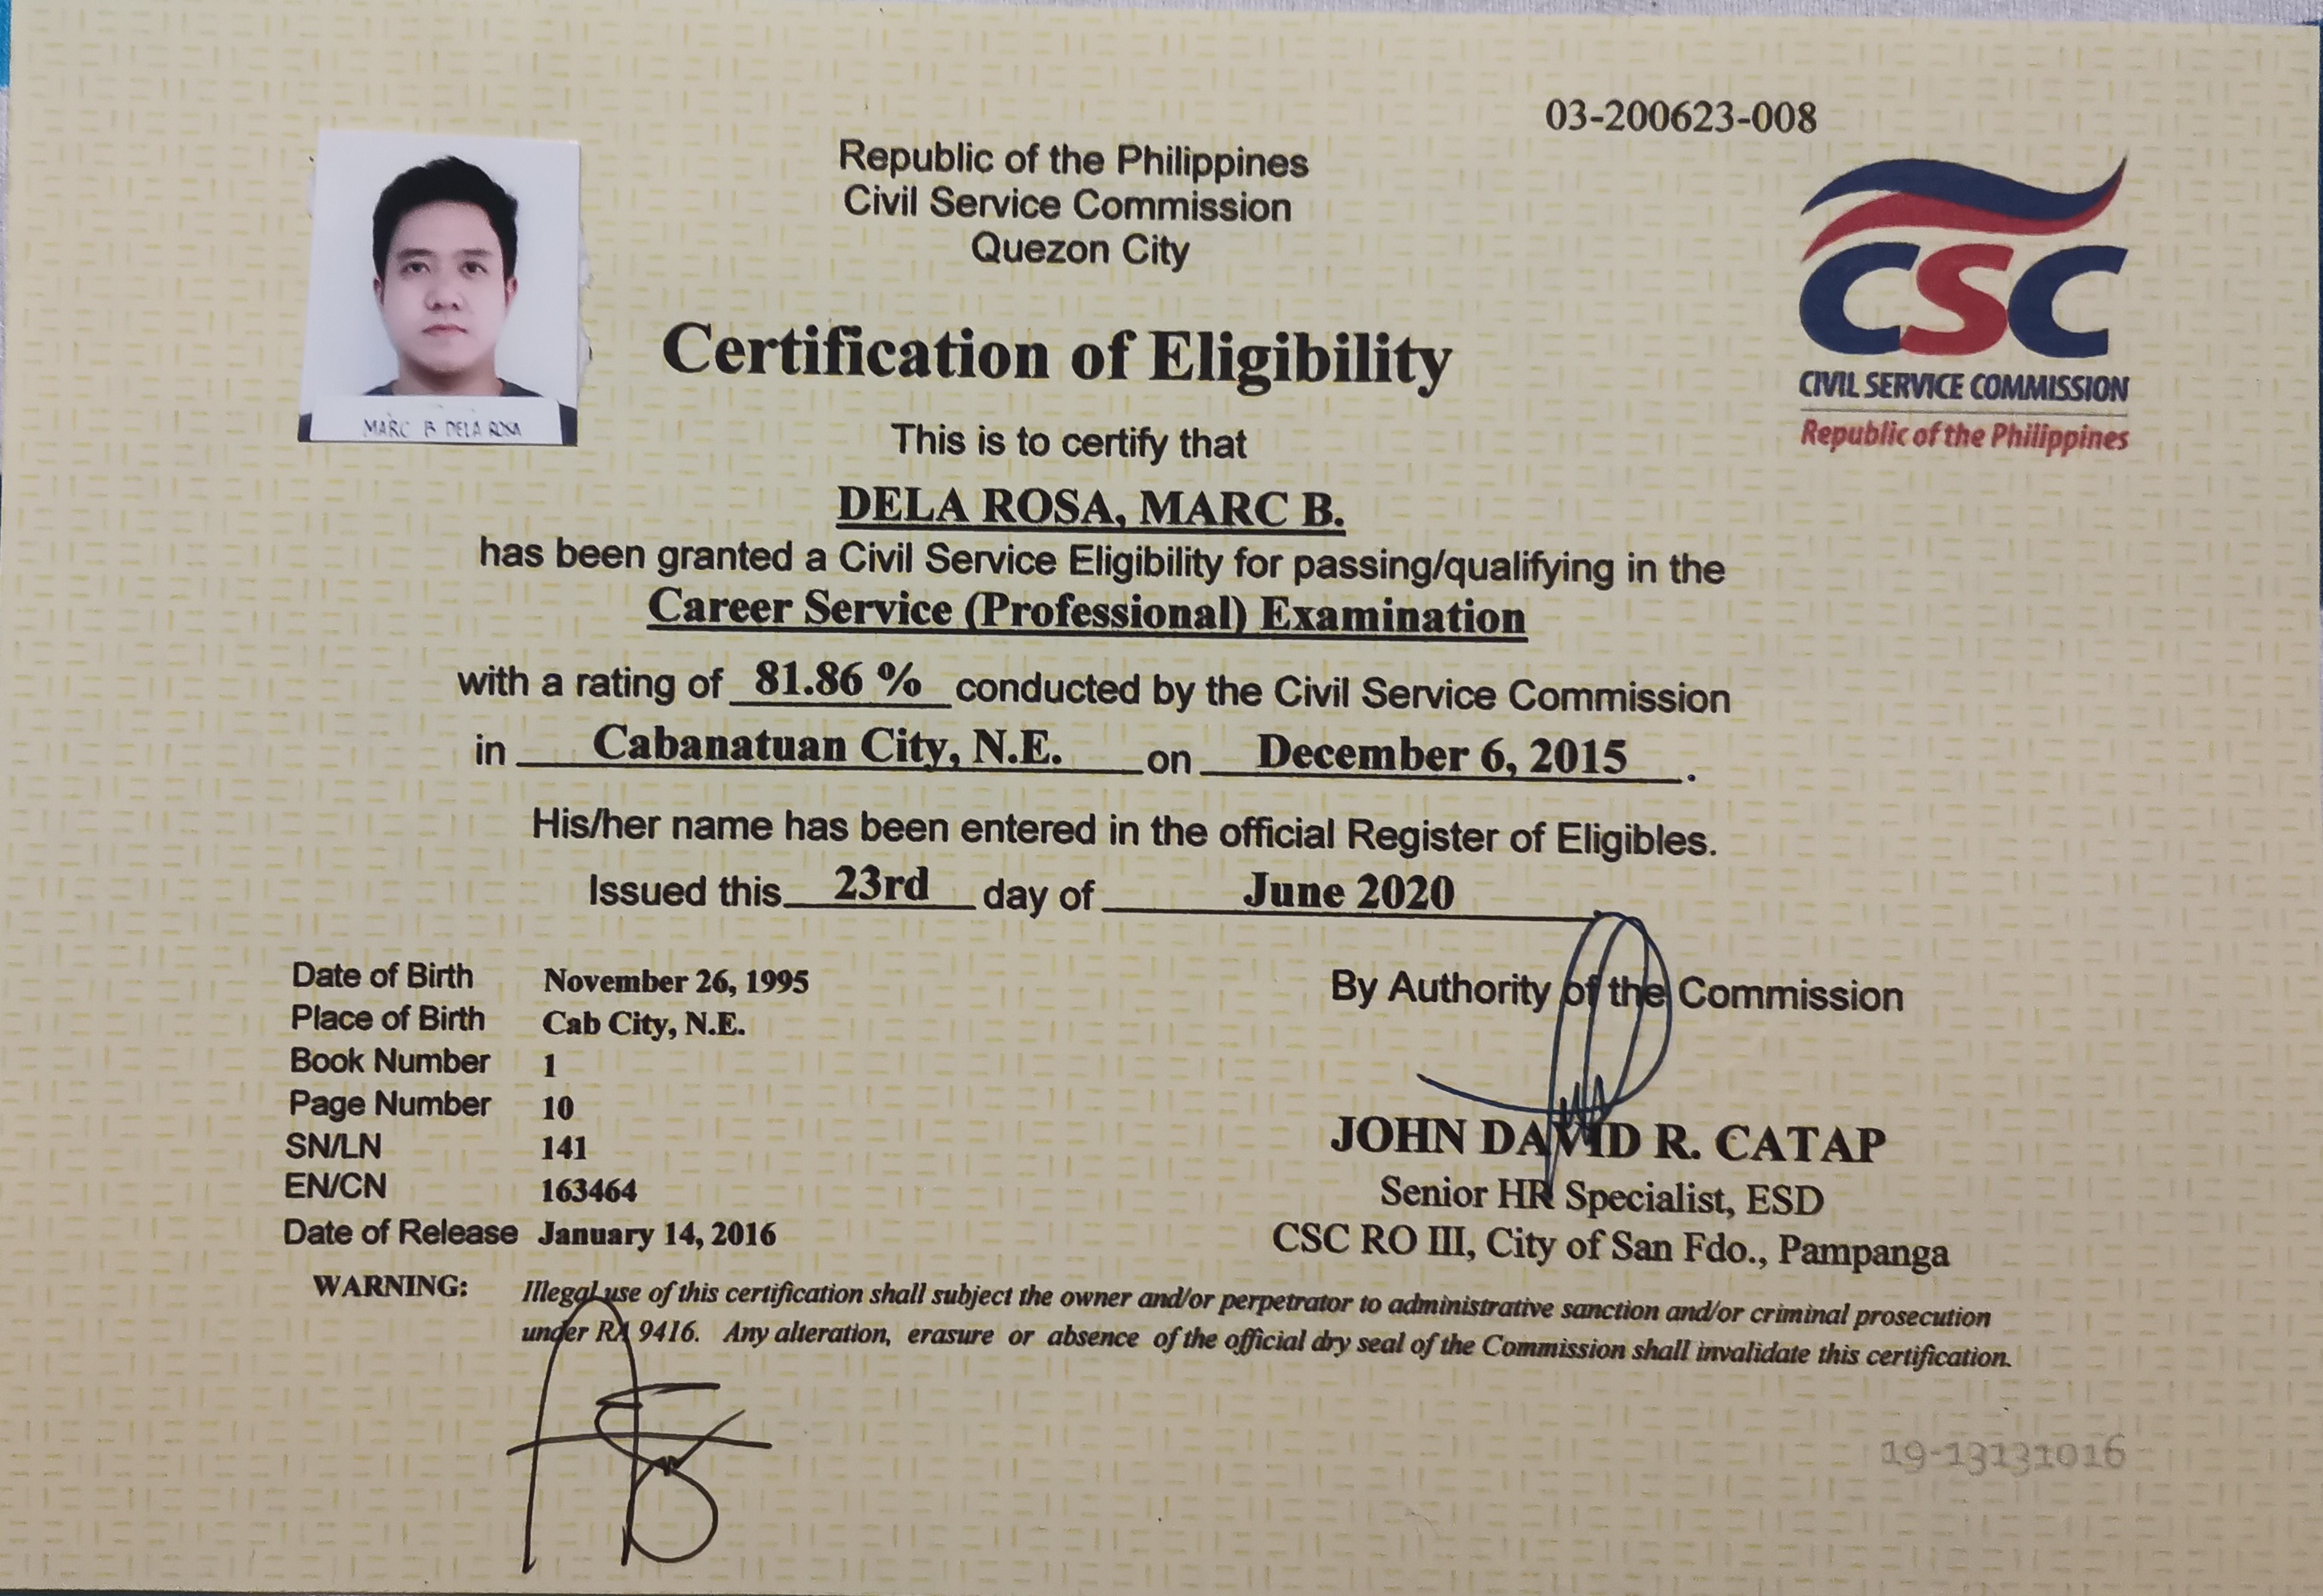 03-200623-008
Republic of the Philippines
Civil Service Commission
Quezon City
CSC
CIVIL SERVICE COMMISSION
Republic of the Philippines
MARC B DELA ROSA
Certification of Eligibility
This is to certify that
DELA ROSA, MARC B.
has been granted a Civil Service Eligibility for passing/qualifying in the
Career Service (Professional) Examination
with a rating of 81.86 % conducted by the Civil Service Commission
in Cabanatuan City, N.E. on December 6, 2015.
His/her name has been entered in the official Register of Eligibles.
Issued this 23rd day of June 2020
Date of Birth November 26, 1995
Place of Birth Cab City, N.E.
Book Number 1
Page Number 10
SN/LN 141
EN/CN 163464
Date of Release January 14, 2016
By Authority of the Commission
JOHN DAVID R. CATAP
Senior HR Specialist, ESD
CSC RO III, City of San Fdo., Pampanga
WARNING: Illegal use of this certification shall subject the owner and/or perpetrator to administrative sanction and/or criminal prosecution
under RA 9416. Any alteration, erasure or absence of the official dry seal of the Commission shall invalidate this certification.
19-13131016